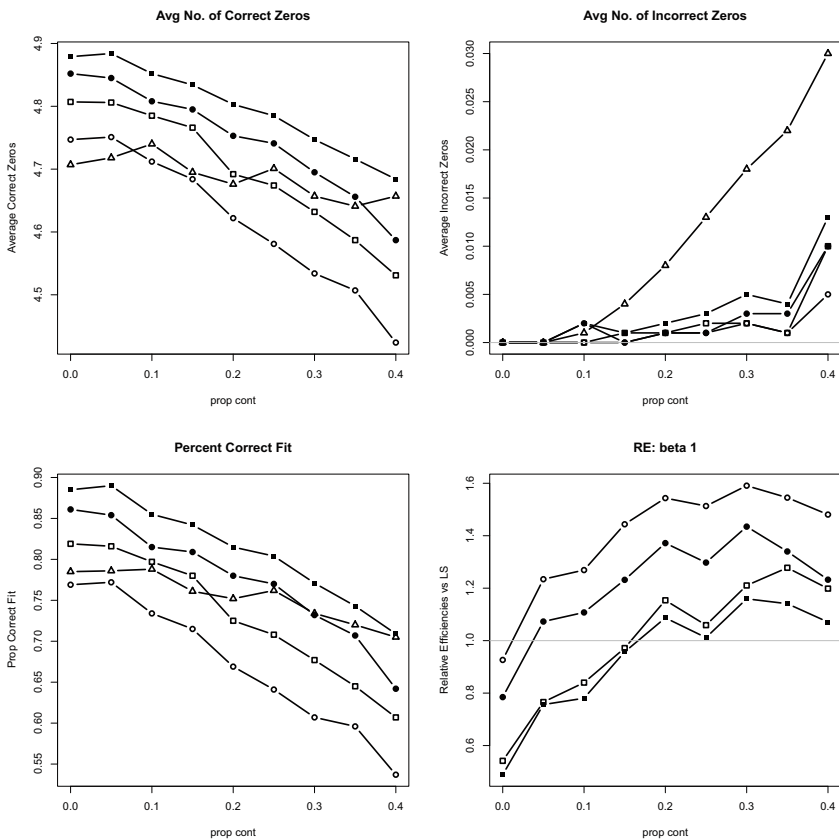 Avg No. of Correct Zeros
Average Correct Zeros
4.9
4.8
4.7
4.6
4.5
0.0 0.1 0.2 0.3 0.4
prop cont
Avg No. of Incorrect Zeros
Average Incorrect Zeros
0.030
0.025
0.020
0.015
0.010
0.005
0.000
0.0 0.1 0.2 0.3 0.4
prop cont
Percent Correct Fit
Prop Correct Fit
0.90
0.85
0.80
0.75
0.70
0.65
0.60
0.55
0.0 0.1 0.2 0.3 0.4
prop cont
RE: beta 1
Relative Efficiencies vs LS
1.6
1.4
1.2
1.0
0.8
0.6
0.0 0.1 0.2 0.3 0.4
prop cont